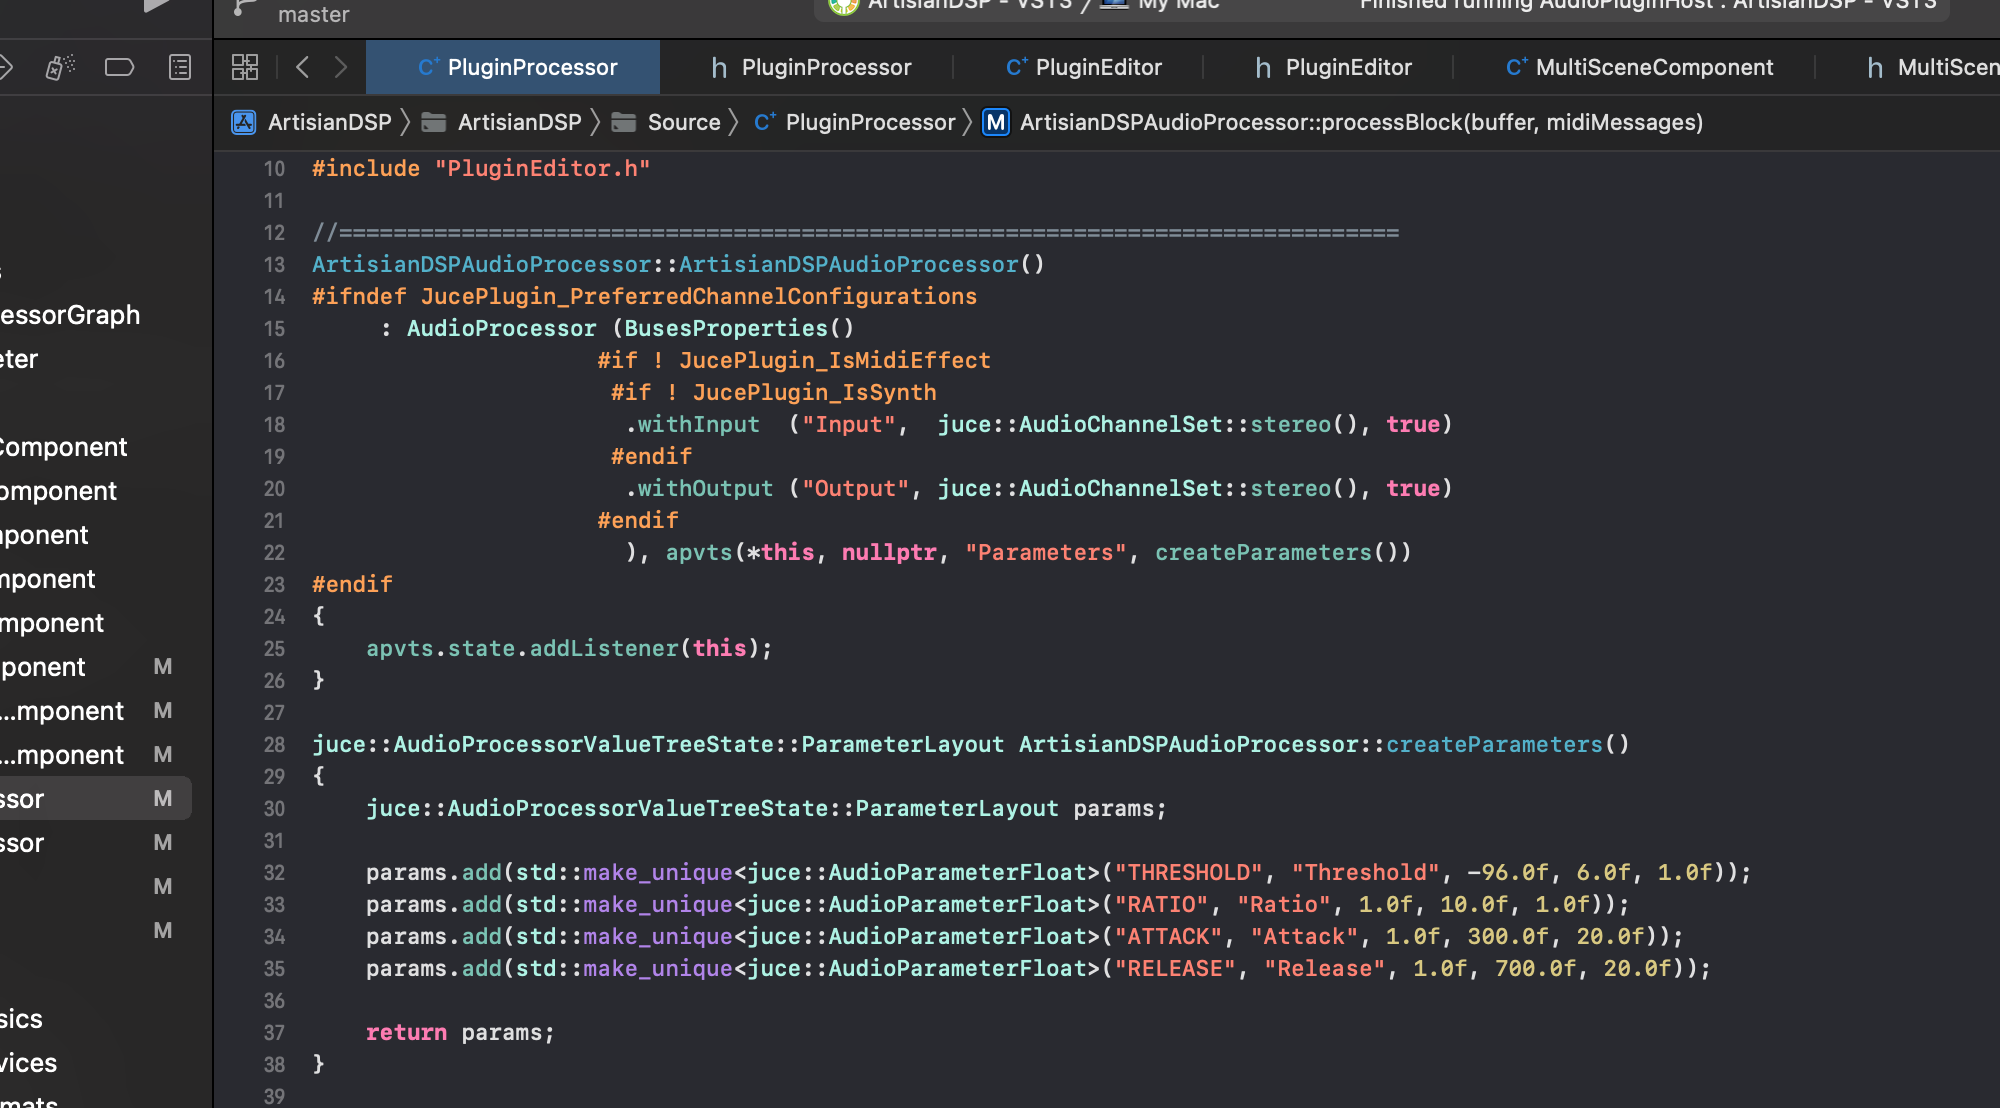 master
ArtisianDSP - VST3 My Mac
Finished running AudioPluginHost : ArtisianDSP - VST3
C+ PluginProcessor h PluginProcessor C+ PluginEditor h PluginEditor C+ MultiSceneComponent h MultiScen
ArtisianDSP ArtisianDSP Source C+ PluginProcessor M ArtisianDSPAudioProcessor::processBlock(buffer, midiMessages)
essorGraph
eter
Component
omponent
ponent
mponent
mponent
ponent M
...mponent M
...mponent M
ssor M
ssor M
M
M
sics
vices
mats
10 #include "PluginEditor.h"
11
12 //==============================================================================
13 ArtisianDSPAudioProcessor::ArtisianDSPAudioProcessor()
14 #ifndef JucePlugin_PreferredChannelConfigurations
15      : AudioProcessor (BusesProperties()
16                      #if ! JucePlugin_IsMidiEffect
17                       #if ! JucePlugin_IsSynth
18                        .withInput  ("Input",  juce::AudioChannelSet::stereo(), true)
19                       #endif
20                        .withOutput ("Output", juce::AudioChannelSet::stereo(), true)
21                      #endif
22                        ), apvts(*this, nullptr, "Parameters", createParameters())
23 #endif
24 {
25     apvts.state.addListener(this);
26 }
27
28 juce::AudioProcessorValueTreeState::ParameterLayout ArtisianDSPAudioProcessor::createParameters()
29 {
30     juce::AudioProcessorValueTreeState::ParameterLayout params;
31
32     params.add(std::make_unique<juce::AudioParameterFloat>("THRESHOLD", "Threshold", -96.0f, 6.0f, 1.0f));
33     params.add(std::make_unique<juce::AudioParameterFloat>("RATIO", "Ratio", 1.0f, 10.0f, 1.0f));
34     params.add(std::make_unique<juce::AudioParameterFloat>("ATTACK", "Attack", 1.0f, 300.0f, 20.0f));
35     params.add(std::make_unique<juce::AudioParameterFloat>("RELEASE", "Release", 1.0f, 700.0f, 20.0f));
36
37     return params;
38 }
39